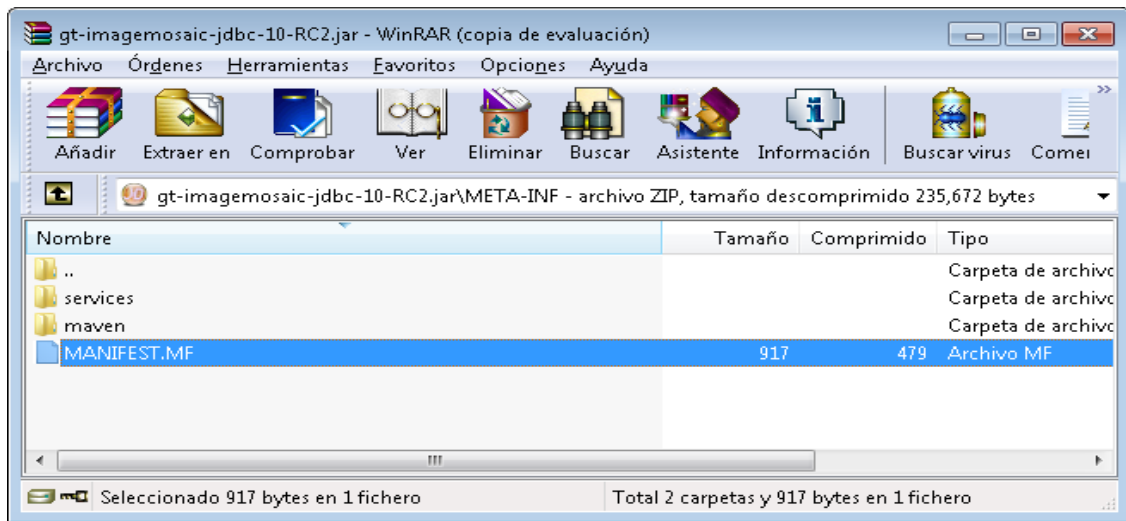 gt-imagemosaic-jdbc-10-RC2.jar - WinRAR (copia de evaluación)
Archivo Órdenes Herramientas Favoritos Opciones Ayuda
Añadir Extraer en Comprobar Ver Eliminar Buscar Asistente Información Buscar virus Comei
gt-imagemosaic-jdbc-10-RC2.jar\META-INF - archivo ZIP, tamaño descomprimido 235,672 bytes
Nombre Tamaño Comprimido Tipo
.. Carpeta de archivo
services Carpeta de archivo
maven Carpeta de archivo
MANIFEST.MF 917 479 Archivo MF
Seleccionado 917 bytes en 1 fichero Total 2 carpetas y 917 bytes en 1 fichero